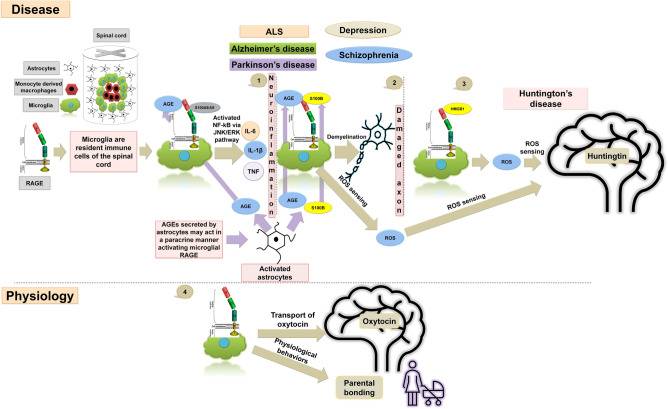 Disease
Spinal cord
Astrocytes
Monocyte derived
macrophages
Microglia
RAGE
Microglia are
resident immune
cells of the spinal
cord
ALS
Alzheimer's disease
Parkinson's disease
Depression
Schizophrenia
1
AGE
S100A8/A9
Activated
NF-kB via
JNK/ERK
pathway
IL-6
IL-1β
TNF
Neuroinflammation
AGE
S100B
AGE
AGE
S100B
AGEs secreted by
astrocytes may act in
a paracrine manner
activating microglial
RAGE
Activated
astrocytes
2
Demyelination
Damaged axon
ROS sensing
ROS
ROS sensing
3
HMGB1
ROS
ROS
sensing
Huntington's
disease
Huntingtin
Physiology
4
Transport of
oxytocin
Oxytocin
Physiological
behaviors
Parental
bonding